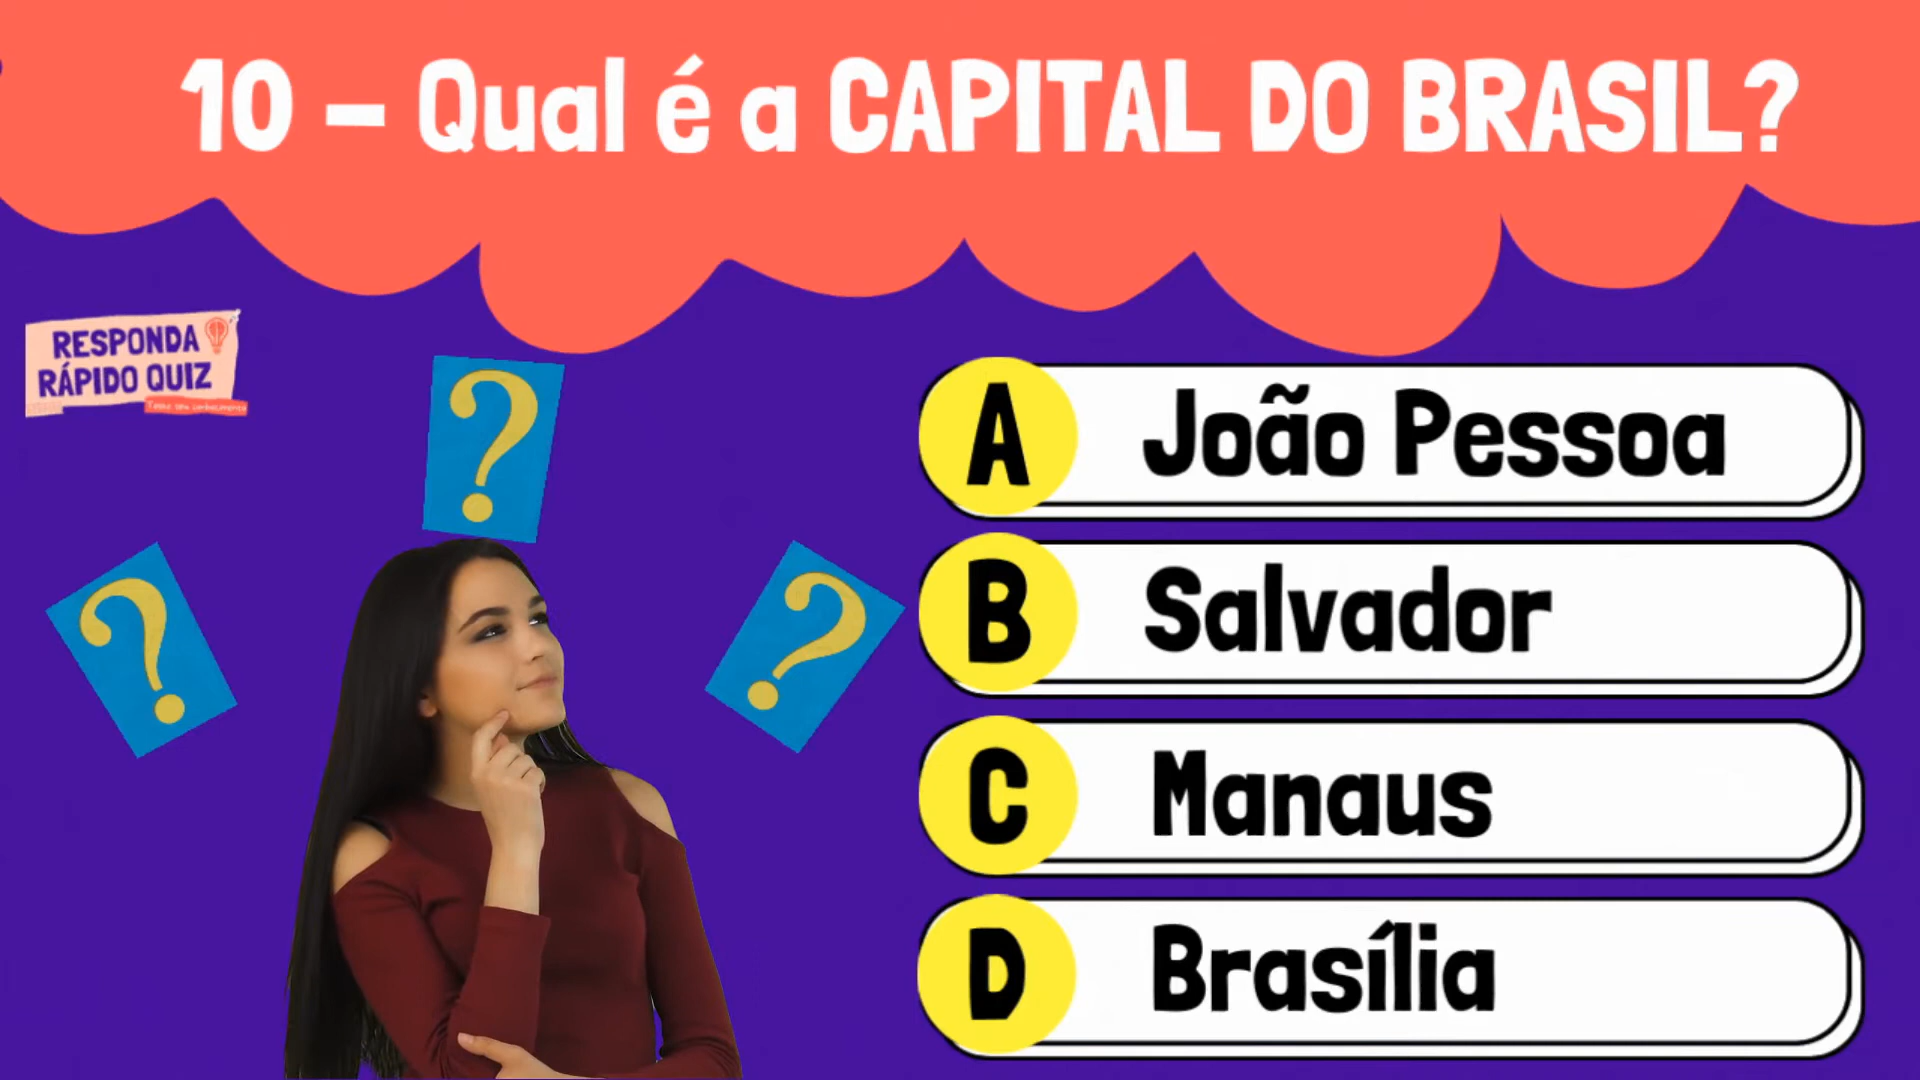 10 – Qual é a CAPITAL DO BRASIL?
RESPONDA
RÁPIDO QUIZ
?
?
?
A João Pessoa
B Salvador
C Manaus
D Brasília